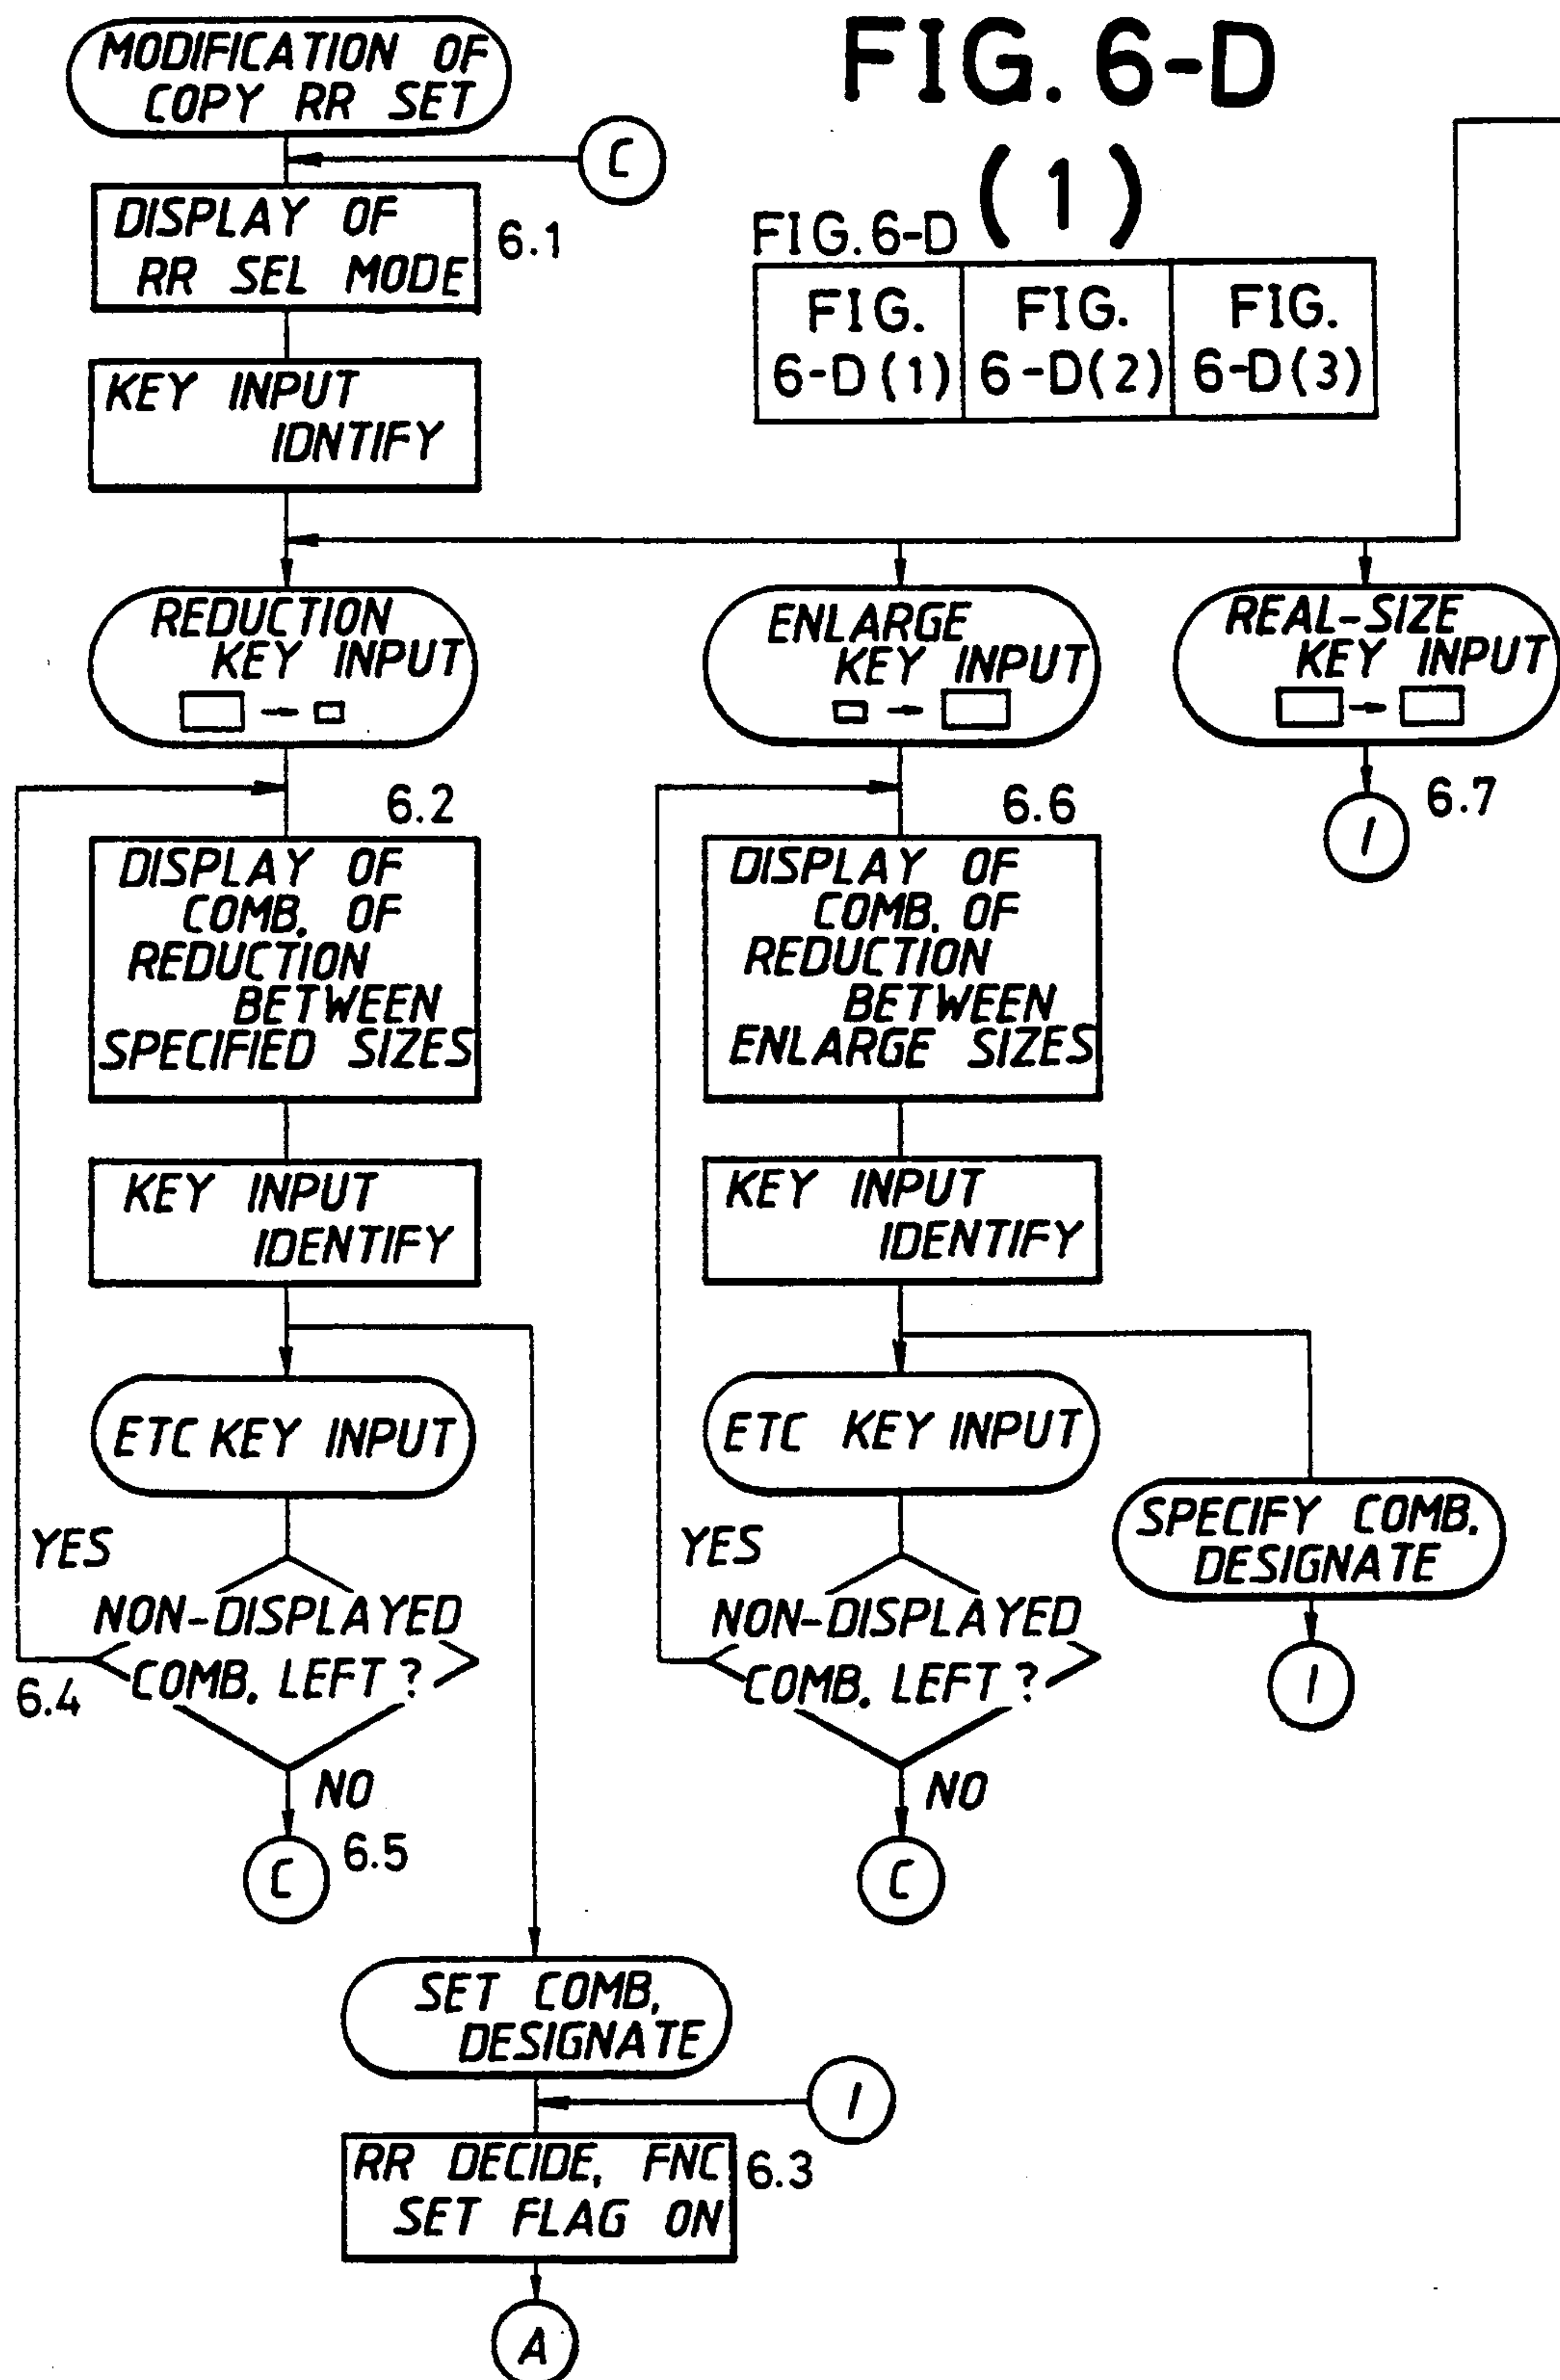 FIG. 6-D
(1)
MODIFICATION OF
COPY RR SET
C
DISPLAY OF
RR SEL MODE
6.1
FIG.6-D
FIG.
6-D(1)
FIG.
6-D(2)
FIG.
6-D(3)
KEY INPUT
IDNTIFY
REDUCTION
KEY INPUT
ENLARGE
KEY INPUT
REAL-SIZE
KEY INPUT
6.2
6.6
6.7
I
DISPLAY OF
COMB. OF
REDUCTION
BETWEEN
SPECIFIED SIZES
DISPLAY OF
COMB. OF
REDUCTION
BETWEEN
ENLARGE SIZES
KEY INPUT
IDENTIFY
KEY INPUT
IDENTIFY
ETC KEY INPUT
ETC KEY INPUT
SPECIFY COMB.
DESIGNATE
I
YES
NON-DISPLAYED
COMB. LEFT ?
6.4
NO
C
6.5
YES
NON-DISPLAYED
COMB. LEFT ?
NO
C
SET COMB.
DESIGNATE
I
RR DECIDE, FNC
SET FLAG ON
6.3
A